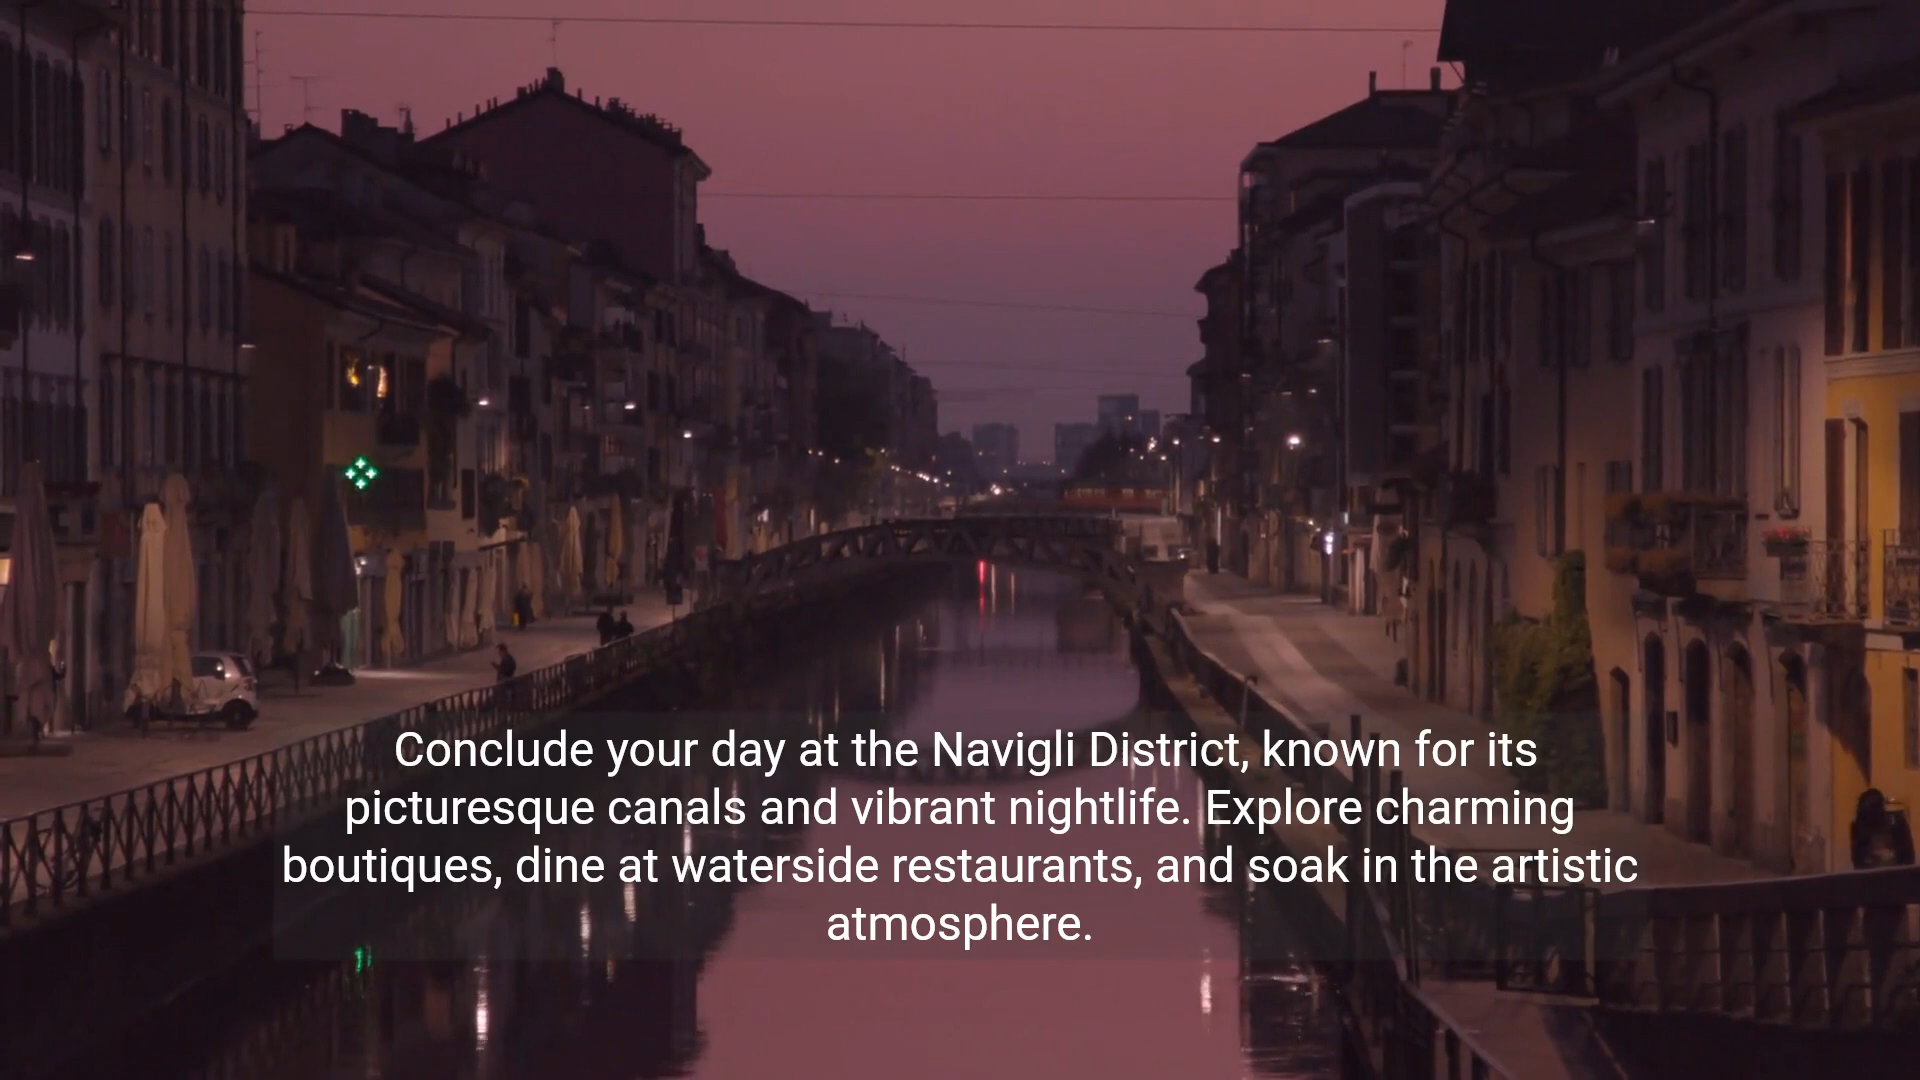 Conclude your day at the Navigli District, known for its
picturesque canals and vibrant nightlife. Explore charming
boutiques, dine at waterside restaurants, and soak in the artistic
atmosphere.